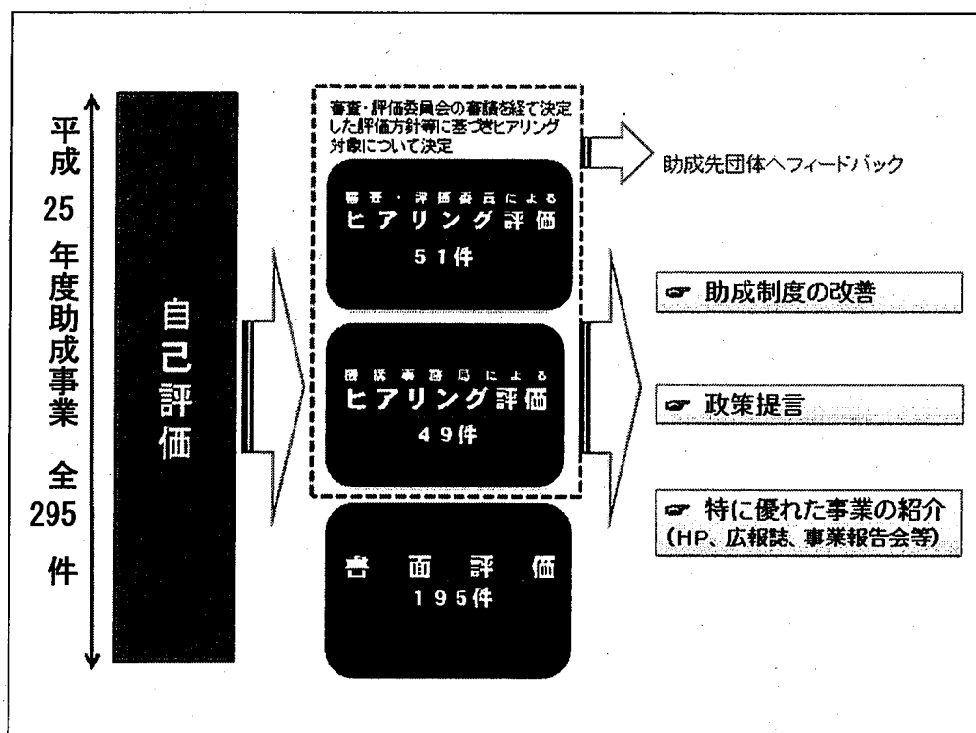 平成25年度助成事業 全295件
自己評価
審査・評価委員会の審議を経て決定
した評価方針等に基づきヒアリング
対象について決定
審査・評価委員による
ヒアリング評価
51件
機構事務局による
ヒアリング評価
49件
書面評価
195件
助成先団体へフィードバック
☞ 助成制度の改善
☞ 政策提言
☞ 特に優れた事業の紹介
(HP、広報誌、事業報告会等)